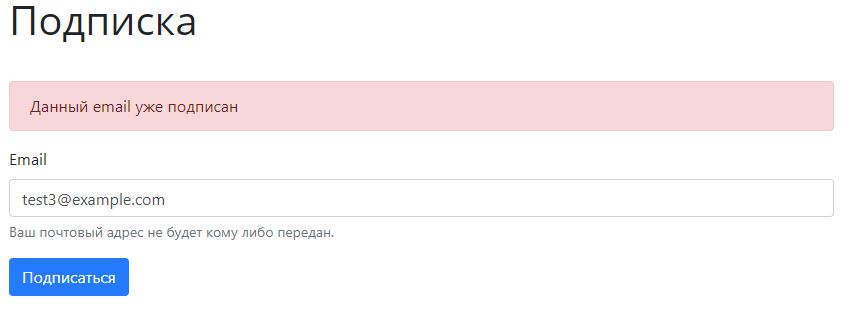 Подписка
Данный email уже подписан
Email
test3@example.com
Ваш почтовый адрес не будет кому либо передан.
Подписаться